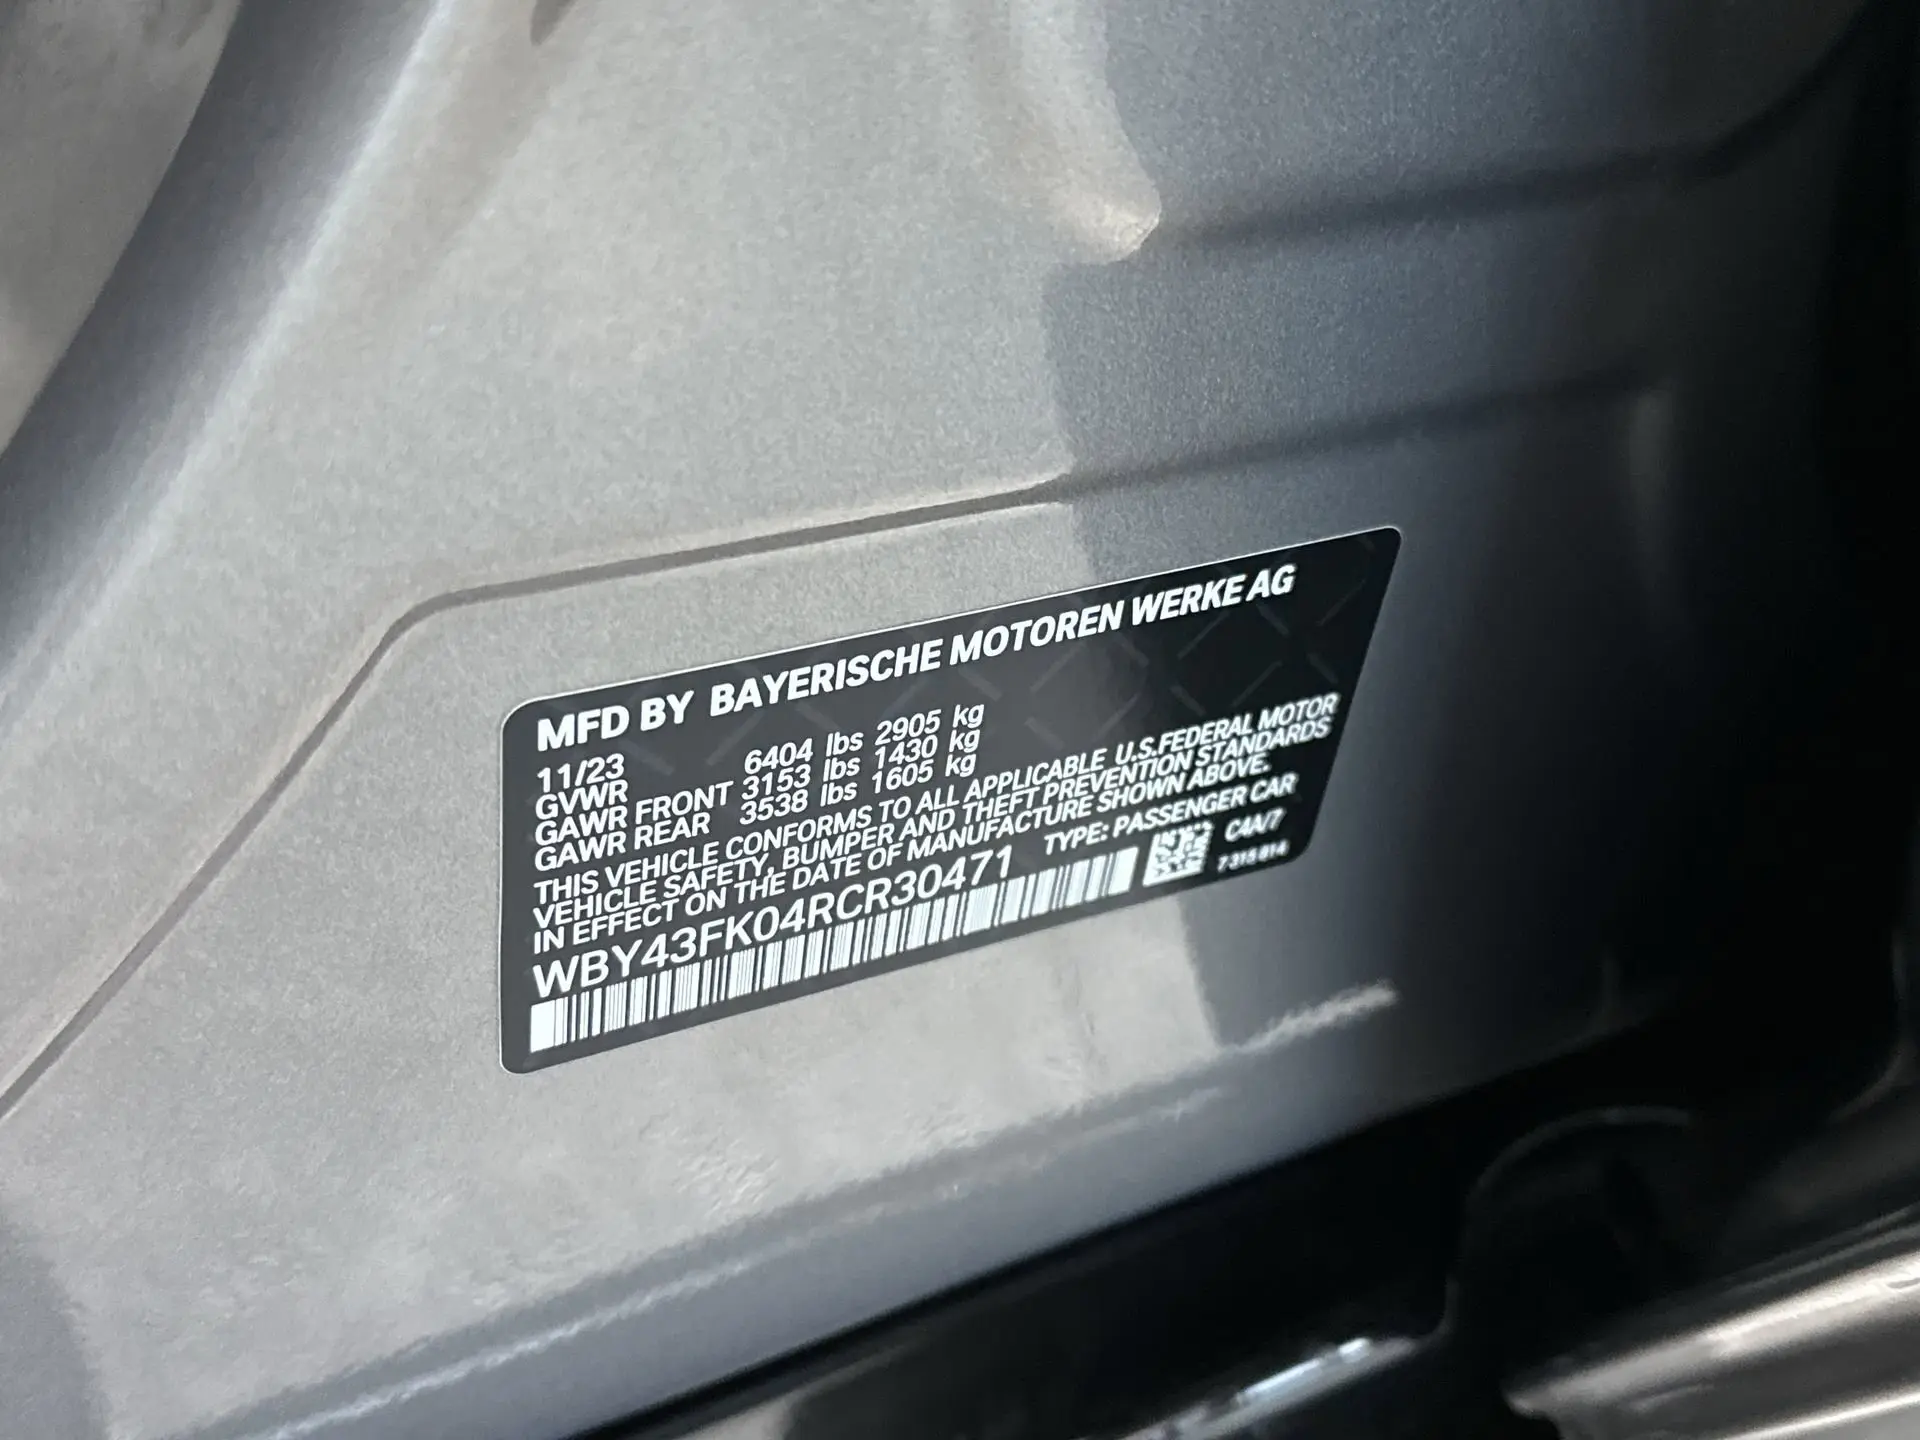 MFD BY BAYERISCHE MOTOREN WERKE AG
11/23
GVWR 6404 lbs 2905 kg
GAWR FRONT 3153 lbs 1430 kg
GAWR REAR 3538 lbs 1605 kg
THIS VEHICLE CONFORMS TO ALL APPLICABLE U.S.FEDERAL MOTOR
VEHICLE SAFETY, BUMPER AND THEFT PREVENTION STANDARDS
IN EFFECT ON THE DATE OF MANUFACTURE SHOWN ABOVE.
WBY43FK04RCR30471 TYPE: PASSENGER CAR
C4A/7
7315814